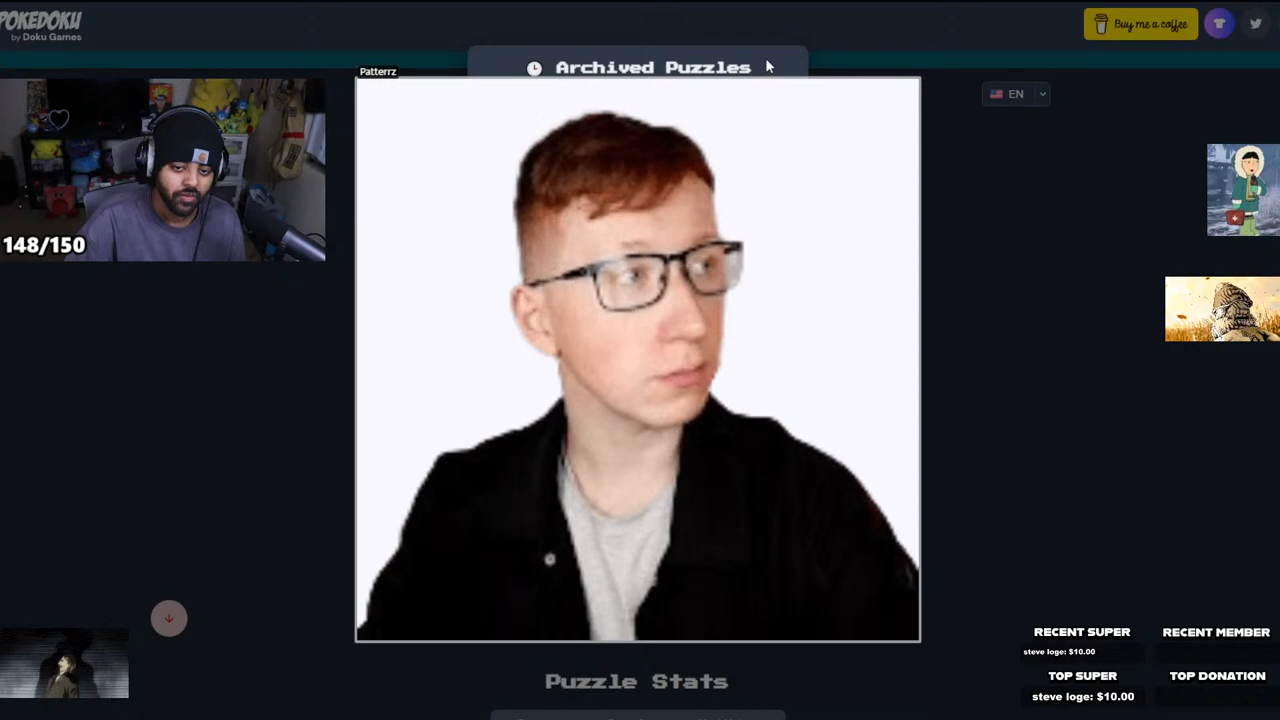 POKEDOKU
by Doku Games
Buy me a coffee
Archived Puzzles
Patterrz
EN
148/150
Puzzle Stats
RECENT SUPER
steve loge: $10.00
RECENT MEMBER
TOP SUPER
steve loge: $10.00
TOP DONATION